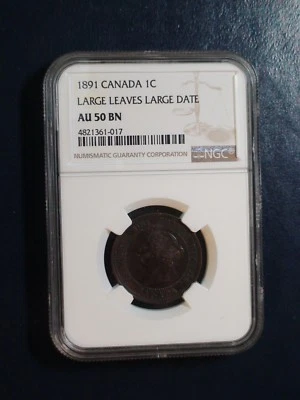 1891 CANADA 1C
LARGE LEAVES LARGE DATE
AU 50 BN
4821361-017
NUMISMATIC GUARANTY CORPORATION
NGC